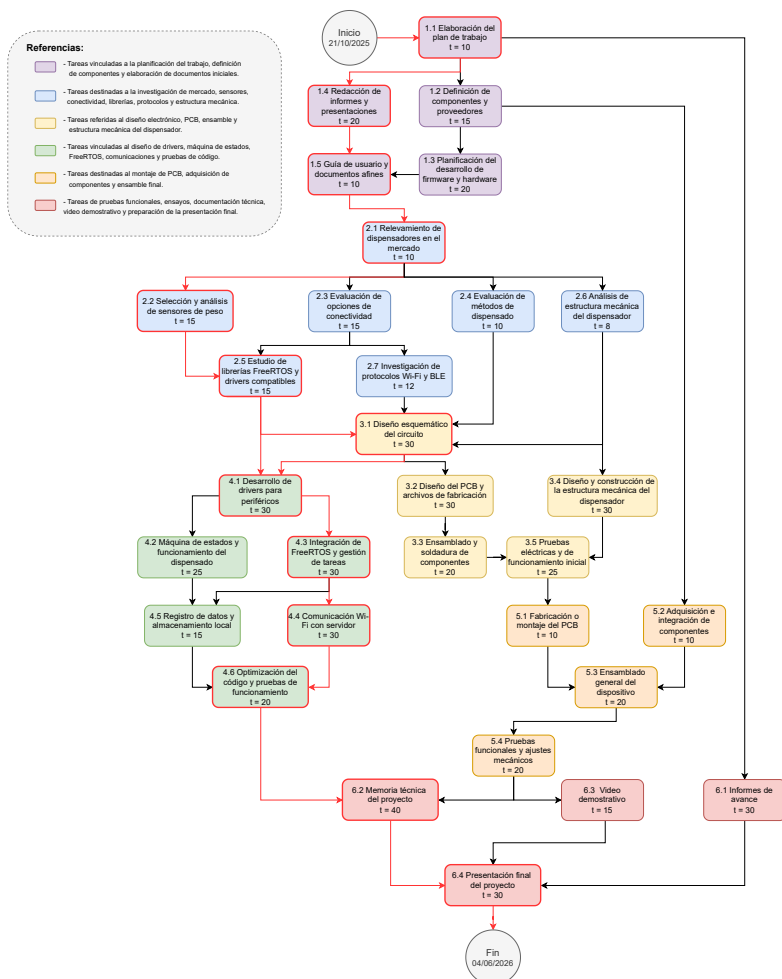 Inicio
21/10/2025
1.1 Elaboración del
plan de trabajo
t = 10
Referencias:
- Tareas vinculadas a la planificación del trabajo, definición
de componentes y elaboración de documentos iniciales.
- Tareas destinadas a la investigación de mercado, sensores,
conectividad, librerías, protocolos y estructura mecánica.
- Tareas referidas al diseño electrónico, PCB, ensamble y
estructura mecánica del dispensador.
- Tareas vinculadas al diseño de drivers, máquina de estados,
FreeRTOS, comunicaciones y pruebas de código.
- Tareas destinadas al montaje de PCB, adquisición de
componentes y ensamble final.
- Tareas de pruebas funcionales, ensayos, documentación técnica,
video demostrativo y preparación de la presentación final.
1.4 Redacción de
informes y
presentaciones
t = 20
1.2 Definición de
componentes y
proveedores
t = 15
1.5 Guía de usuario y
documentos afines
t = 10
1.3 Planificación del
desarrollo de
firmware y hardware
t = 20
2.1 Relevamiento de
dispensadores en el
mercado
t = 10
2.2 Selección y análisis
de sensores de peso
t = 15
2.3 Evaluación de
opciones de
conectividad
t = 15
2.4 Evaluación de
métodos de
dispensado
t = 10
2.6 Análisis de
estructura mecánica
del dispensador
t = 8
2.5 Estudio de
librerías FreeRTOS y
drivers compatibles
t = 15
2.7 Investigación de
protocolos Wi-Fi y BLE
t = 12
3.1 Diseño esquemático
del circuito
t = 30
4.1 Desarrollo de
drivers para
periféricos
t = 30
3.2 Diseño del PCB y
archivos de fabricación
t = 30
3.4 Diseño y construcción de
la estructura mecánica del
dispensador
t = 30
4.2 Máquina de estados y
funcionamiento del
dispensado
t = 25
4.3 Integración de
FreeRTOS y gestión
de tareas
t = 30
3.3 Ensamblado y
soldadura de
componentes
t = 20
3.5 Pruebas
eléctricas y de
funcionamiento inicial
t = 25
4.5 Registro de datos y
almacenamiento local
t = 15
4.4 Comunicación Wi-
Fi con servidor
t = 30
5.1 Fabricación o
montaje del PCB
t = 10
5.2 Adquisición e
integración de
componentes
t = 10
4.6 Optimización del
código y pruebas de
funcionamiento
t = 20
5.3 Ensamblado
general del
dispositivo
t = 20
5.4 Pruebas
funcionales y ajustes
mecánicos
t = 20
6.2 Memoria técnica
del proyecto
t = 40
6.3 Video
demostrativo
t = 15
6.1 Informes de
avance
t = 30
6.4 Presentación final
del proyecto
t = 30
Fin
04/06/2026